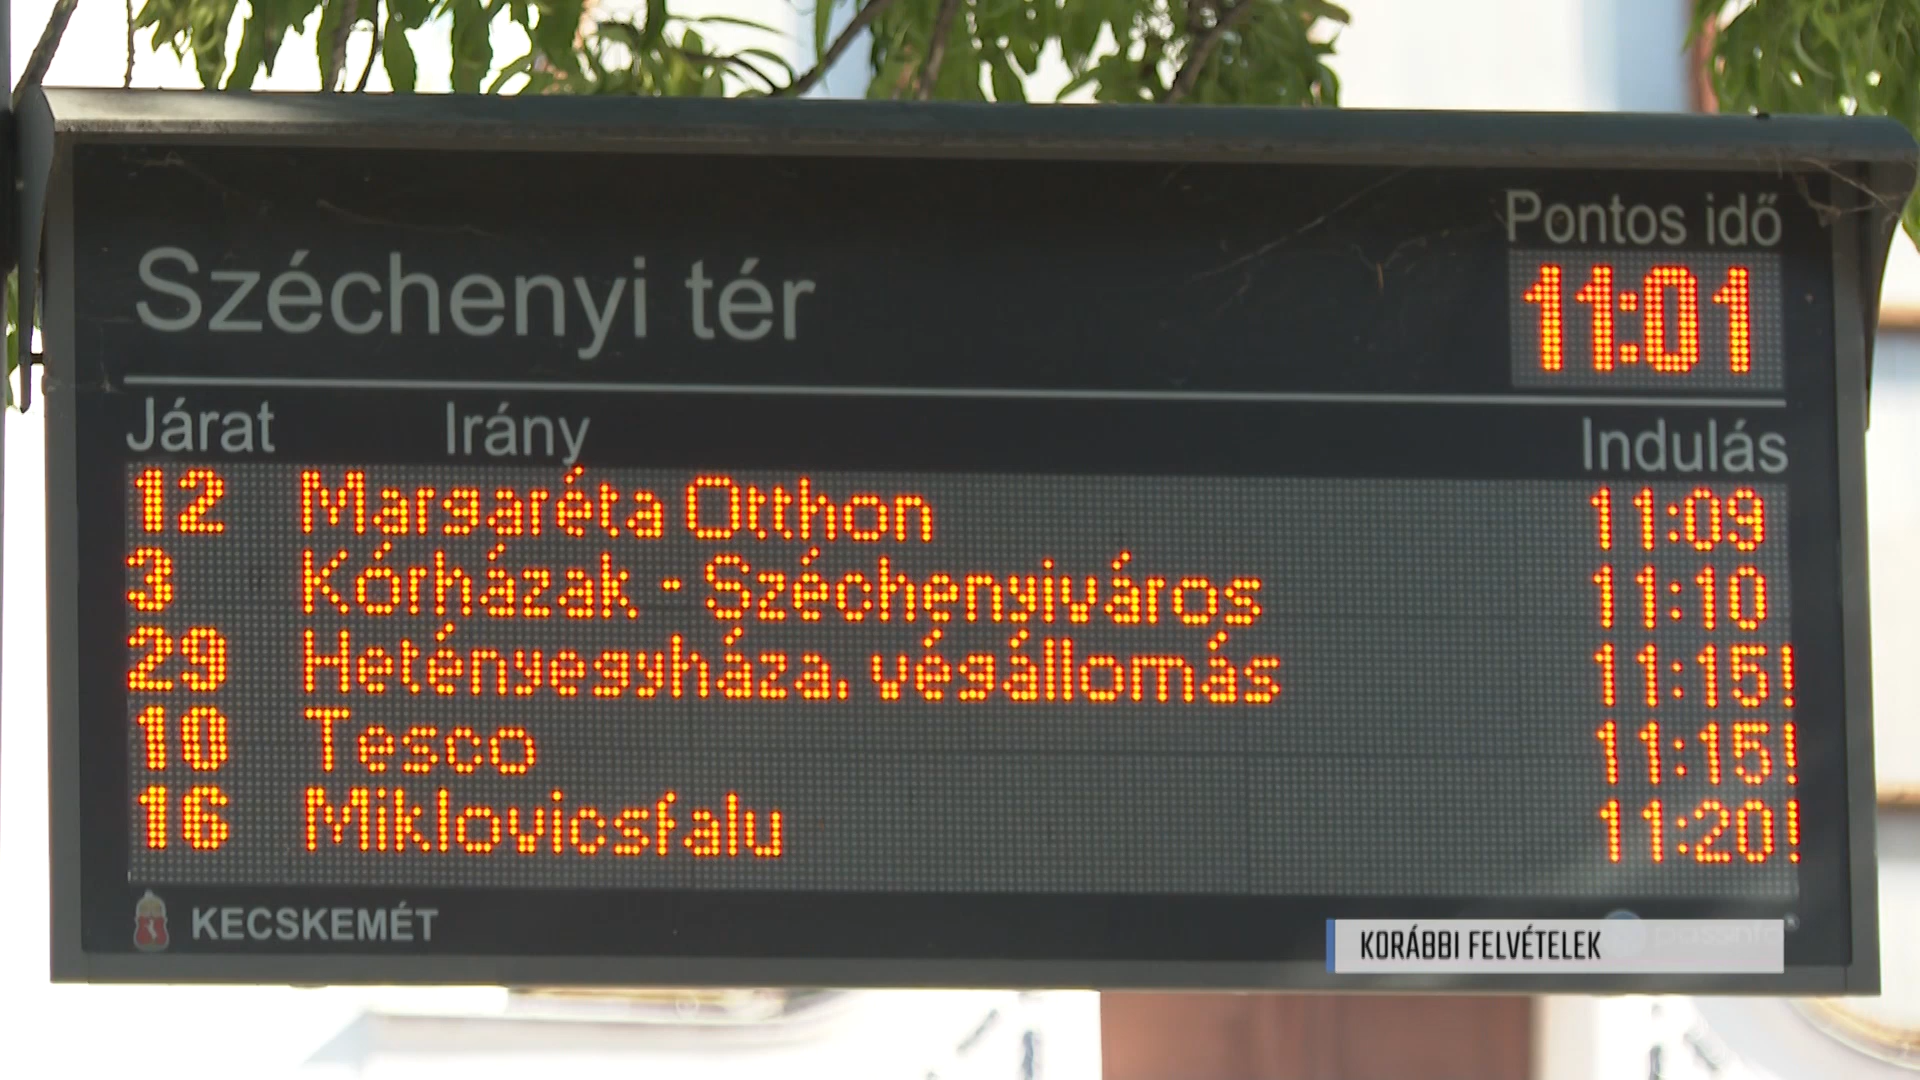 Pontos idő
Széchenyi tér 11:01
Járat Irány Indulás
12 Margaréta Otthon 11:09
3 Kórházak - Széchenyiváros 11:10
29 Hetényegyháza. végállomás 11:15!
10 Tesco 11:15!
16 Miklovicsfalu 11:20!
KECSKEMÉT
KORÁBBI FELVÉTELEK